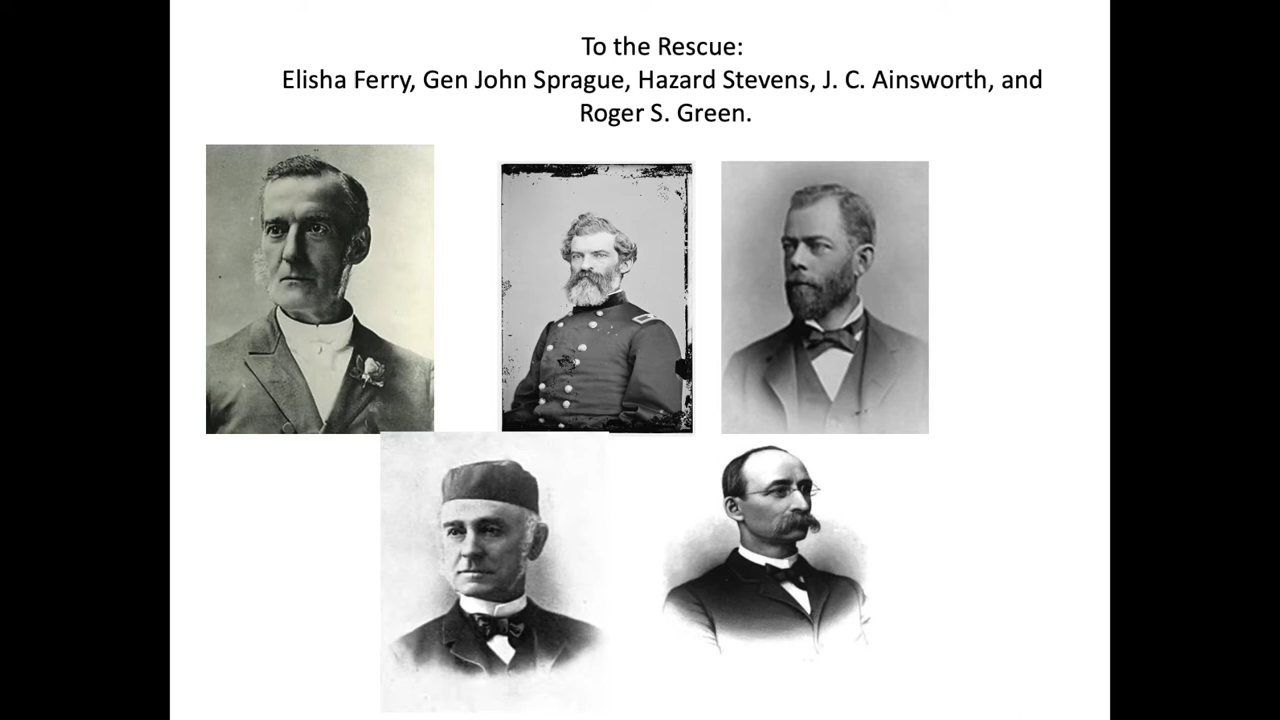 To the Rescue:
Elisha Ferry, Gen John Sprague, Hazard Stevens, J. C. Ainsworth, and
Roger S. Green.